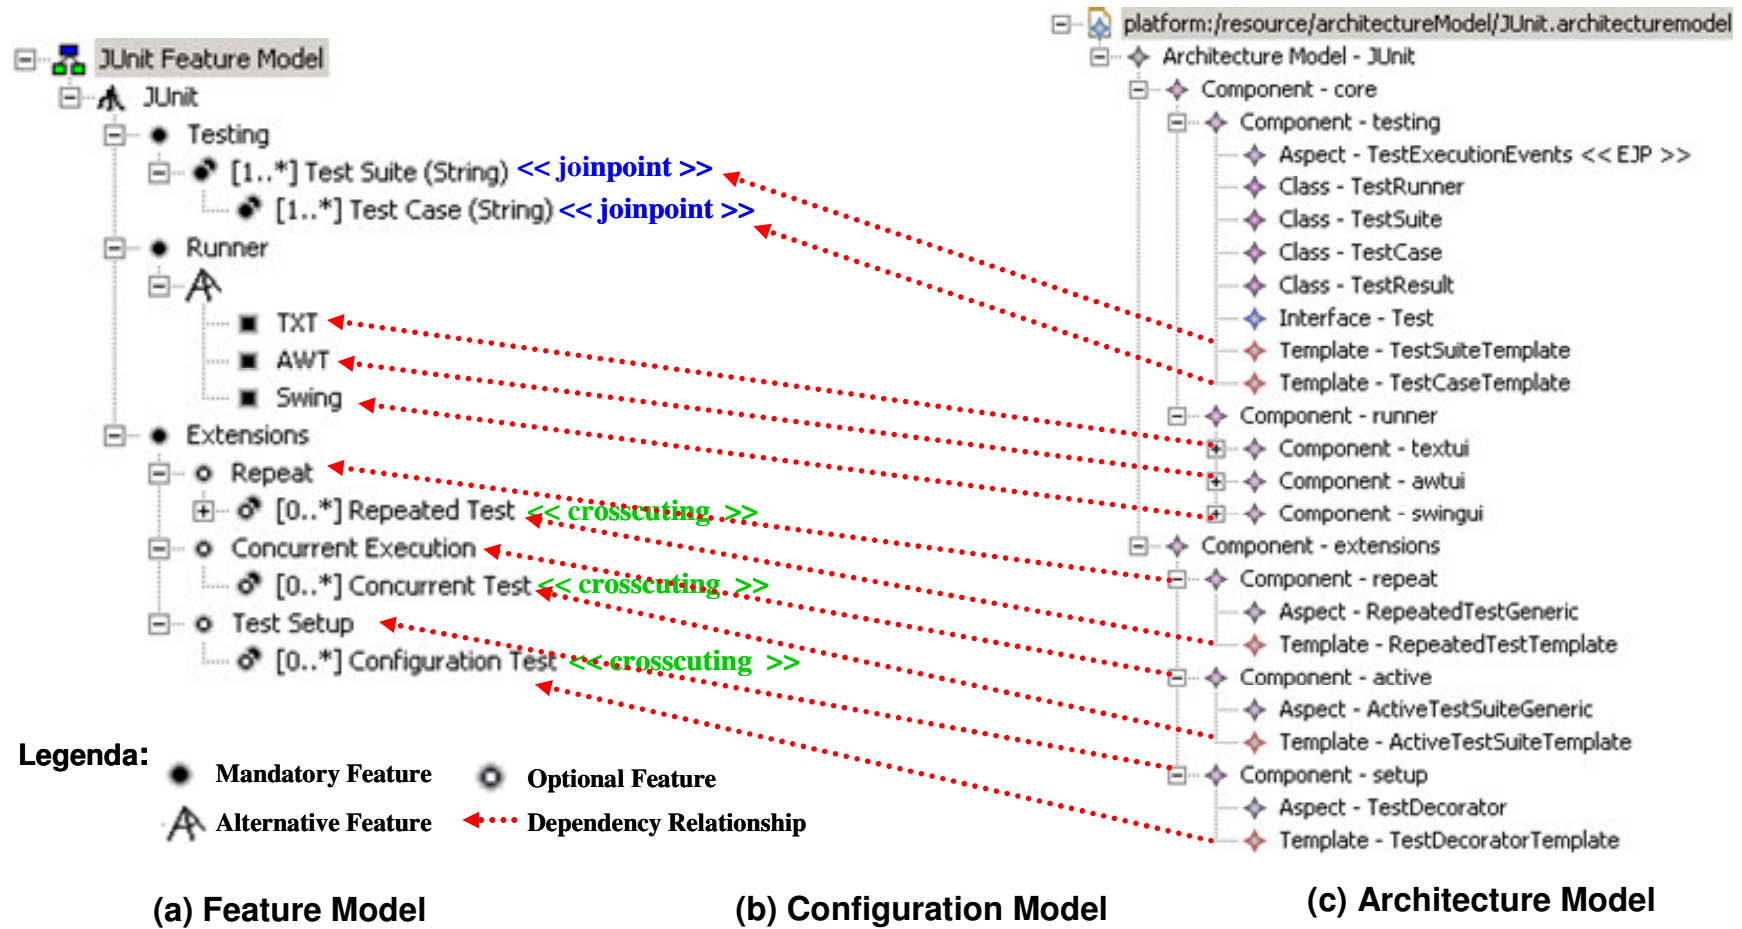 JUnit Feature Model
JUnit
Testing
[1..*] Test Suite (String) << joinpoint >>
[1..*] Test Case (String) << joinpoint >>
Runner
TXT
AWT
Swing
Extensions
Repeat
[0..*] Repeated Test << crosscuting >>
Concurrent Execution
[0..*] Concurrent Test << crosscuting >>
Test Setup
[0..*] Configuration Test << crosscuting >>
Legenda:
Mandatory Feature
Optional Feature
Alternative Feature
Dependency Relationship
platform:/resource/architectureModel/JUnit.architecturemodel
Architecture Model - JUnit
Component - core
Component - testing
Aspect - TestExecutionEvents << EJP >>
Class - TestRunner
Class - TestSuite
Class - TestCase
Class - TestResult
Interface - Test
Template - TestSuiteTemplate
Template - TestCaseTemplate
Component - runner
Component - textui
Component - awtui
Component - swingui
Component - extensions
Component - repeat
Aspect - RepeatedTestGeneric
Template - RepeatedTestTemplate
Component - active
Aspect - ActiveTestSuiteGeneric
Template - ActiveTestSuiteTemplate
Component - setup
Aspect - TestDecorator
Template - TestDecoratorTemplate
(a) Feature Model
(b) Configuration Model
(c) Architecture Model